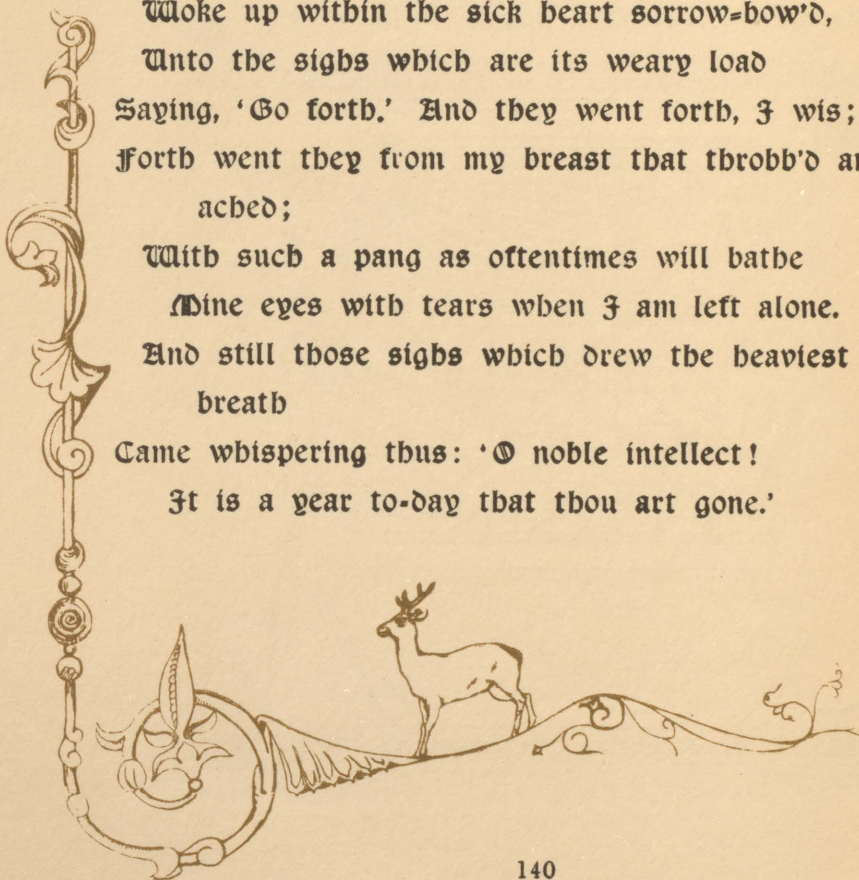 Woke up within the sick heart sorrow-bow'd,
Unto the sighs which are its weary load
Saying, 'Go forth.' And they went forth, I wis;
Forth went they from my breast that throbb'd
ached;
With such a pang as oftentimes will bathe
Mine eyes with tears when I am left alone.
And still those sighs which drew the heaviest
breath
Came whispering thus: 'O noble intellect!
It is a year to-day that thou art gone.'
140